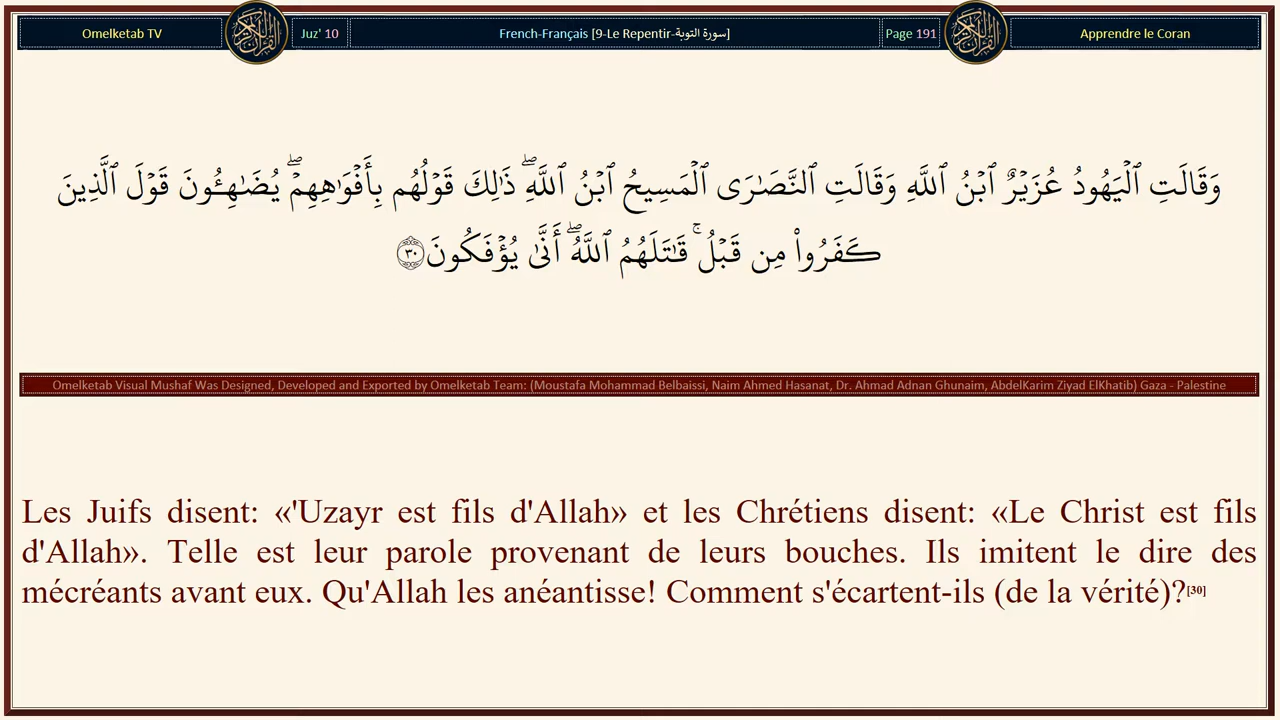 Omelketab TV
Juz' 10
French-Français [9-Le Repentir-سورة التوبة]
Page 191
Apprendre le Coran
وَقَالَتِ ٱلْيَهُودُ عُزَيْرٌ ٱبْنُ ٱللَّهِ وَقَالَتِ ٱلنَّصَٰرَى ٱلْمَسِيحُ ٱبْنُ ٱللَّهِۖ ذَٰلِكَ قَوْلُهُم بِأَفْوَٰهِهِمْۖ يُضَٰهِـُٔونَ قَوْلَ ٱلَّذِينَ
كَفَرُوا۟ مِن قَبْلُۚ قَٰتَلَهُمُ ٱللَّهُۖ أَنَّىٰ يُؤْفَكُونَ ٣٠
Omelketab Visual Mushaf Was Designed, Developed and Exported by Omelketab Team: (Moustafa Mohammad Belbaissi, Naim Ahmed Hasanat, Dr. Ahmad Adnan Ghunaim, AbdelKarim Ziyad ElKhatib) Gaza - Palestine
Les Juifs disent: «'Uzayr est fils d'Allah» et les Chrétiens disent: «Le Christ est fils
d'Allah». Telle est leur parole provenant de leurs bouches. Ils imitent le dire des
mécréants avant eux. Qu'Allah les anéantisse! Comment s'écartent-ils (de la vérité)?[30]